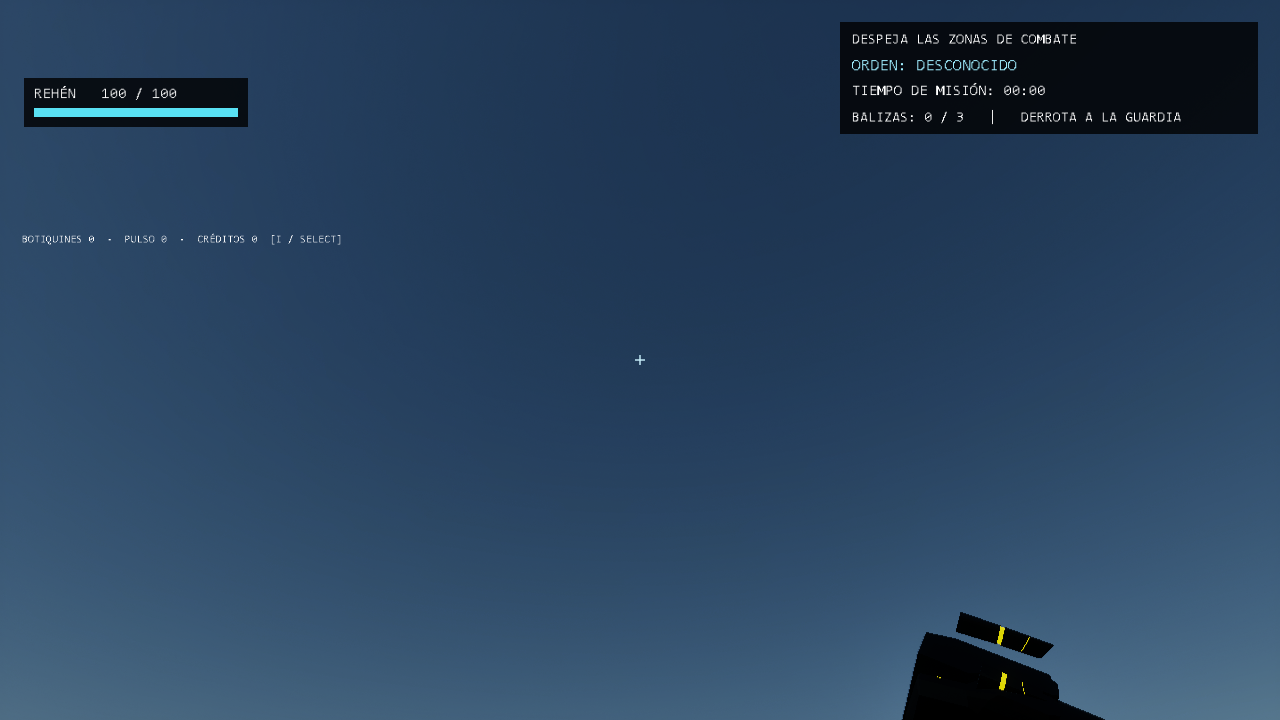 DESPEJA LAS ZONAS DE COMBATE
ORDEN: DESCONOCIDO
TIEMPO DE MISIÓN: 00:00
BALIZAS: 0 / 3 | DERROTA A LA GUARDIA
REHÉN 100 / 100
BOTIQUINES 0 - PULSO 0 - CRÉDITOS 0 [I / SELECT]